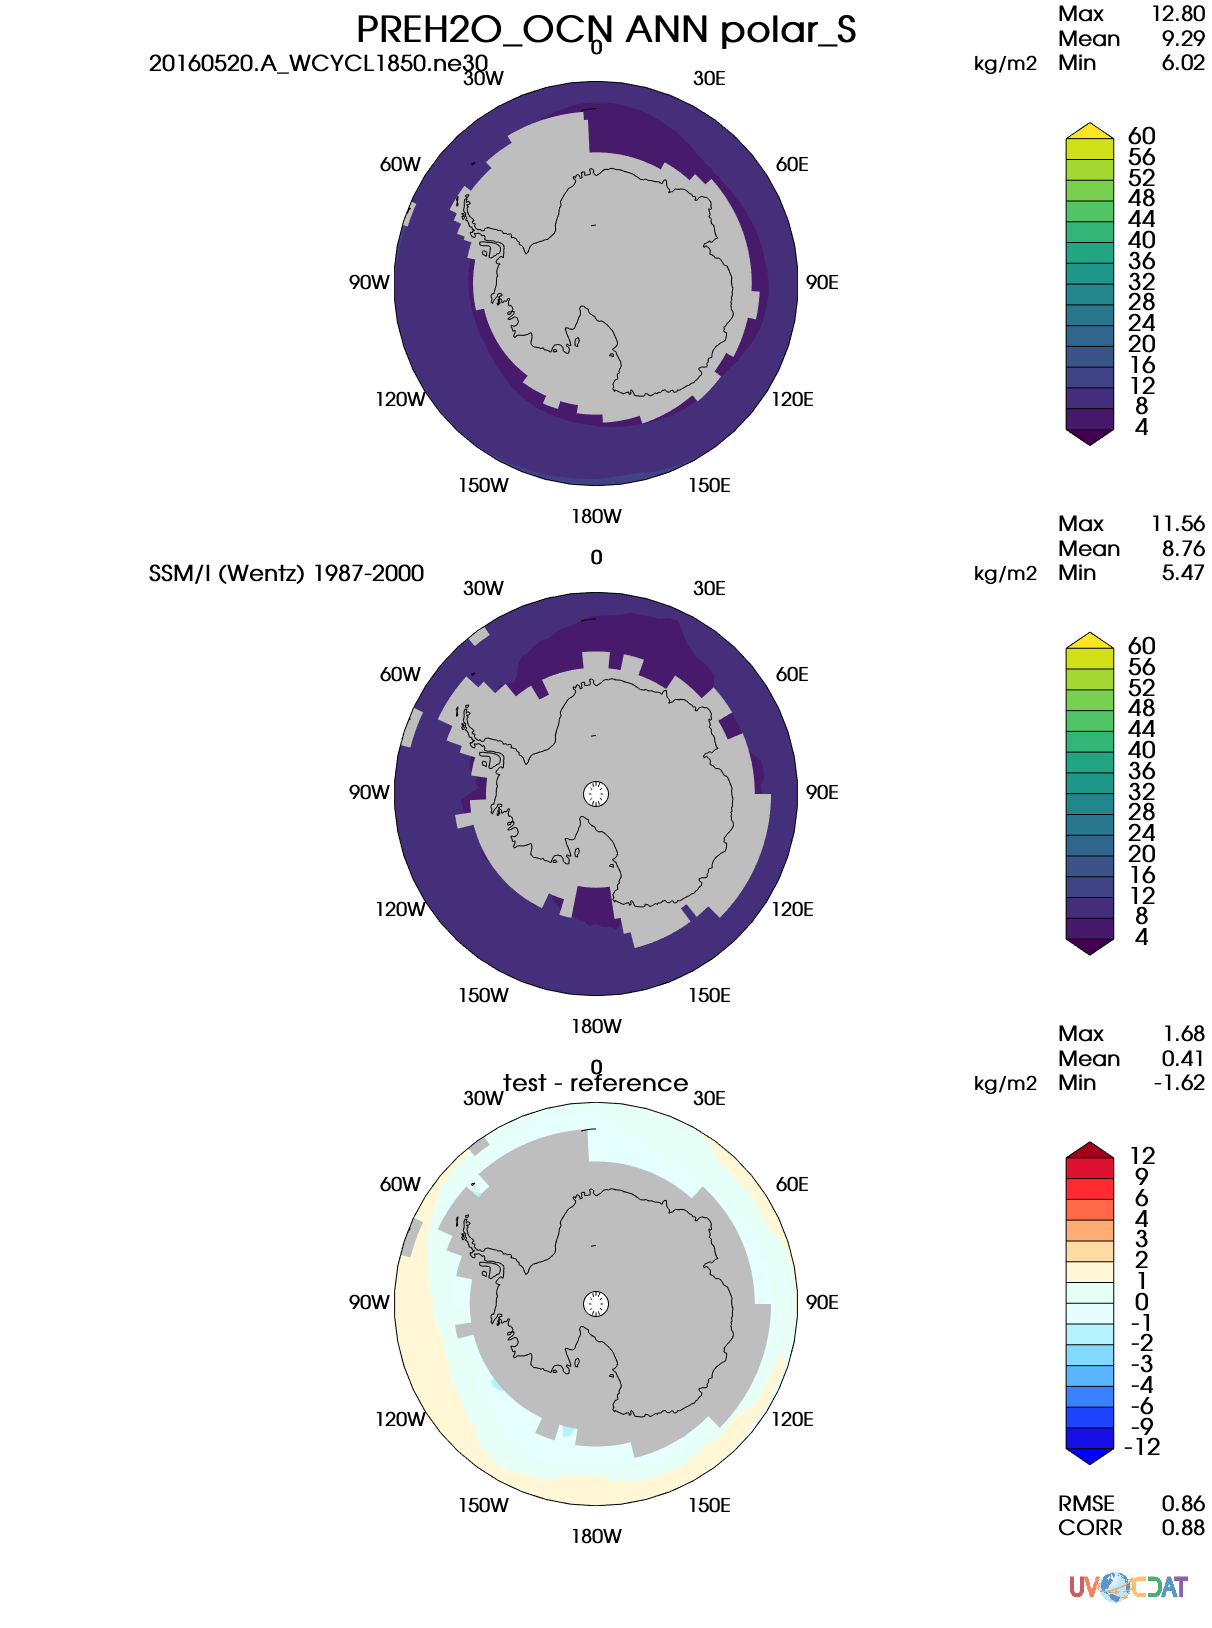 PREH2O_OCN ANN polar_S
20160520.A_WCYCL1850.ne30
kg/m2
Max 12.80
Mean 9.29
Min 6.02
0
30W 30E
60W 60E
90W 90E
120W 120E
150W 150E
180W
60
56
52
48
44
40
36
32
28
24
20
16
12
8
4
SSM/I (Wentz) 1987-2000
kg/m2
Max 11.56
Mean 8.76
Min 5.47
0
30W 30E
60W 60E
90W 90E
120W 120E
150W 150E
180W
60
56
52
48
44
40
36
32
28
24
20
16
12
8
4
test - reference
kg/m2
Max 1.68
Mean 0.41
Min -1.62
0
30W 30E
60W 60E
90W 90E
120W 120E
150W 150E
180W
12
9
6
4
3
2
1
0
-1
-2
-3
-4
-6
-9
-12
RMSE 0.86
CORR 0.88
UV CDAT